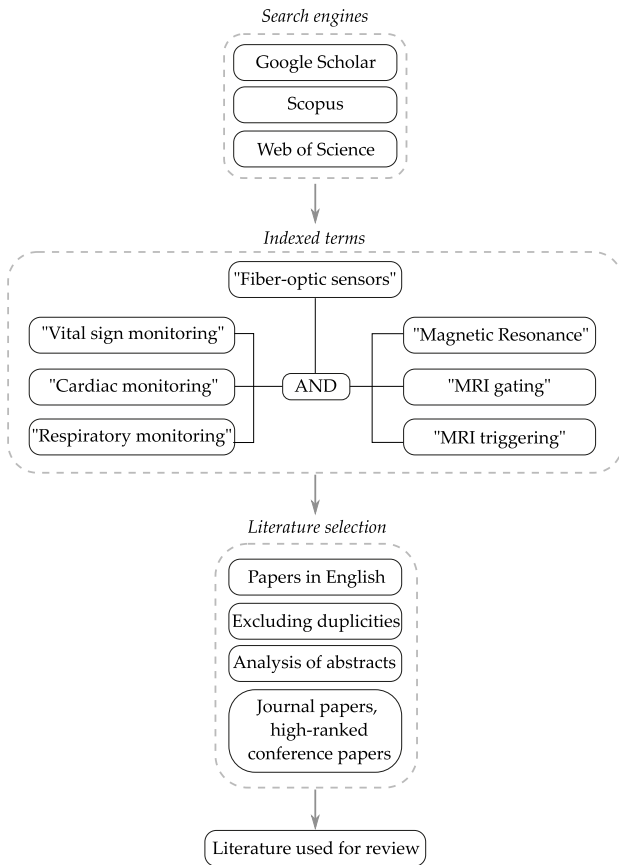 Search engines
Google Scholar
Scopus
Web of Science
Indexed terms
"Fiber-optic sensors"
"Vital sign monitoring"
"Magnetic Resonance"
"Cardiac monitoring"
AND
"MRI gating"
"Respiratory monitoring"
"MRI triggering"
Literature selection
Papers in English
Excluding duplicities
Analysis of abstracts
Journal papers,
high-ranked
conference papers
Literature used for review